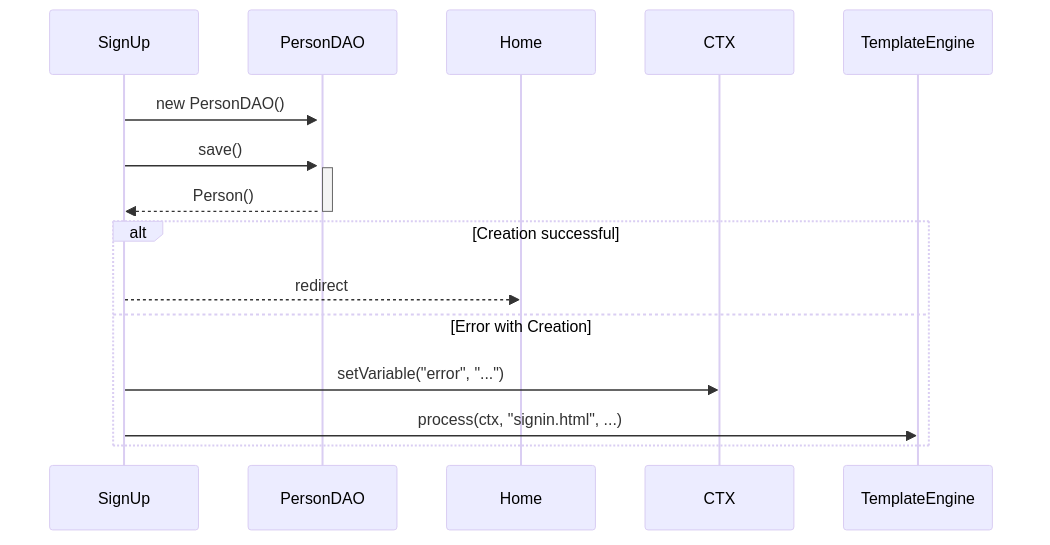 SignUp
PersonDAO
Home
CTX
TemplateEngine
new PersonDAO()
save()
Person()
alt
[Creation successful]
redirect
[Error with Creation]
setVariable("error", "...")
process(ctx, "signin.html", ...)
SignUp
PersonDAO
Home
CTX
TemplateEngine